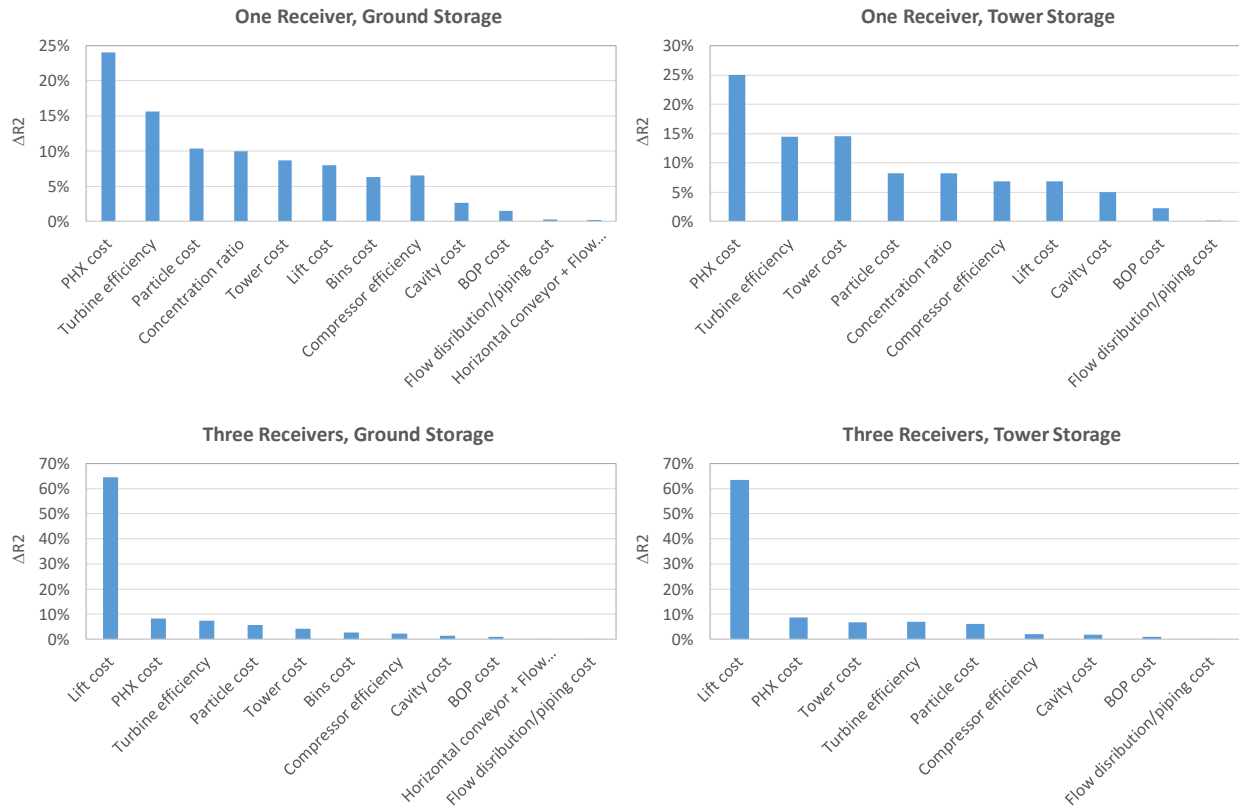 One Receiver, Ground Storage
25%
20%
15%
10%
5%
0%
ΔR2
PHX cost
Turbine efficiency
Particle cost
Concentration ratio
Tower cost
Lift cost
Bins cost
Compressor efficiency
Cavity cost
BOP cost
Flow disribution/piping cost
Horizontal conveyor + Flow...
One Receiver, Tower Storage
30%
25%
20%
15%
10%
5%
0%
ΔR2
PHX cost
Turbine efficiency
Tower cost
Particle cost
Concentration ratio
Compressor efficiency
Lift cost
Cavity cost
BOP cost
Flow disribution/piping cost
Three Receivers, Ground Storage
70%
60%
50%
40%
30%
20%
10%
0%
ΔR2
Lift cost
PHX cost
Turbine efficiency
Particle cost
Tower cost
Bins cost
Compressor efficiency
Cavity cost
BOP cost
Horizontal conveyor + Flow...
Flow disribution/piping cost
Three Receivers, Tower Storage
70%
60%
50%
40%
30%
20%
10%
0%
ΔR2
Lift cost
PHX cost
Tower cost
Turbine efficiency
Particle cost
Compressor efficiency
Cavity cost
BOP cost
Flow disribution/piping cost